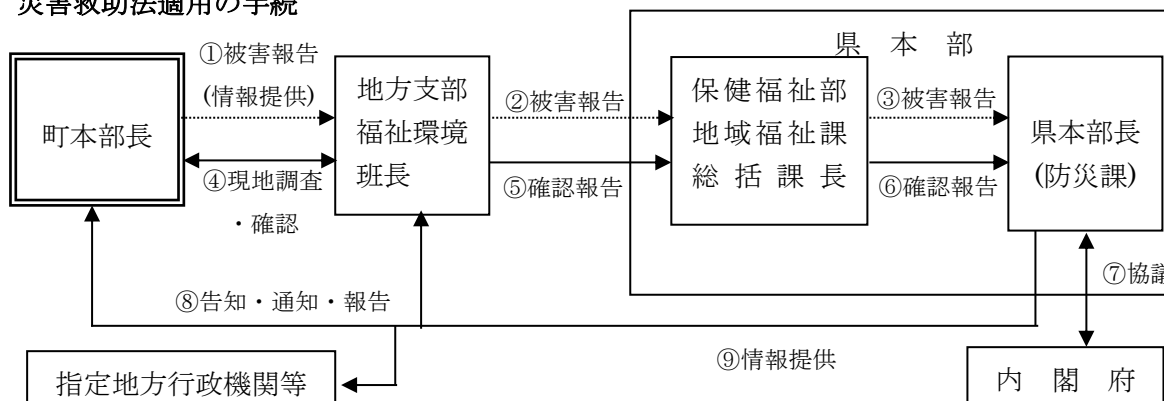 災害救助法適用の手続
県 本 部
①被害報告
(情報提供)
町本部長
④現地調査
・確認
地方支部
福祉環境
班長
②被害報告
⑤確認報告
保健福祉部
地域福祉課
総括課長
③被害報告
⑥確認報告
県本部長
(防災課)
⑦協議
⑧告知・通知・報告
⑨情報提供
指定地方行政機関等
内 閣 府